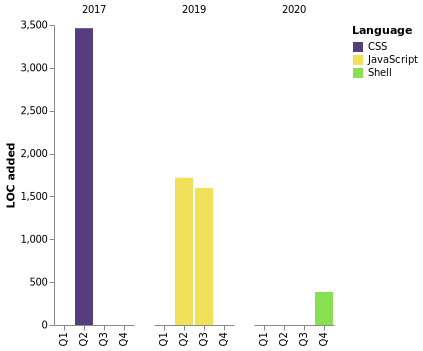 2017 2019 2020
Language
CSS
JavaScript
Shell
LOC added
3,500
3,000
2,500
2,000
1,500
1,000
500
0
Q1 Q2 Q3 Q4 Q1 Q2 Q3 Q4 Q1 Q2 Q3 Q4